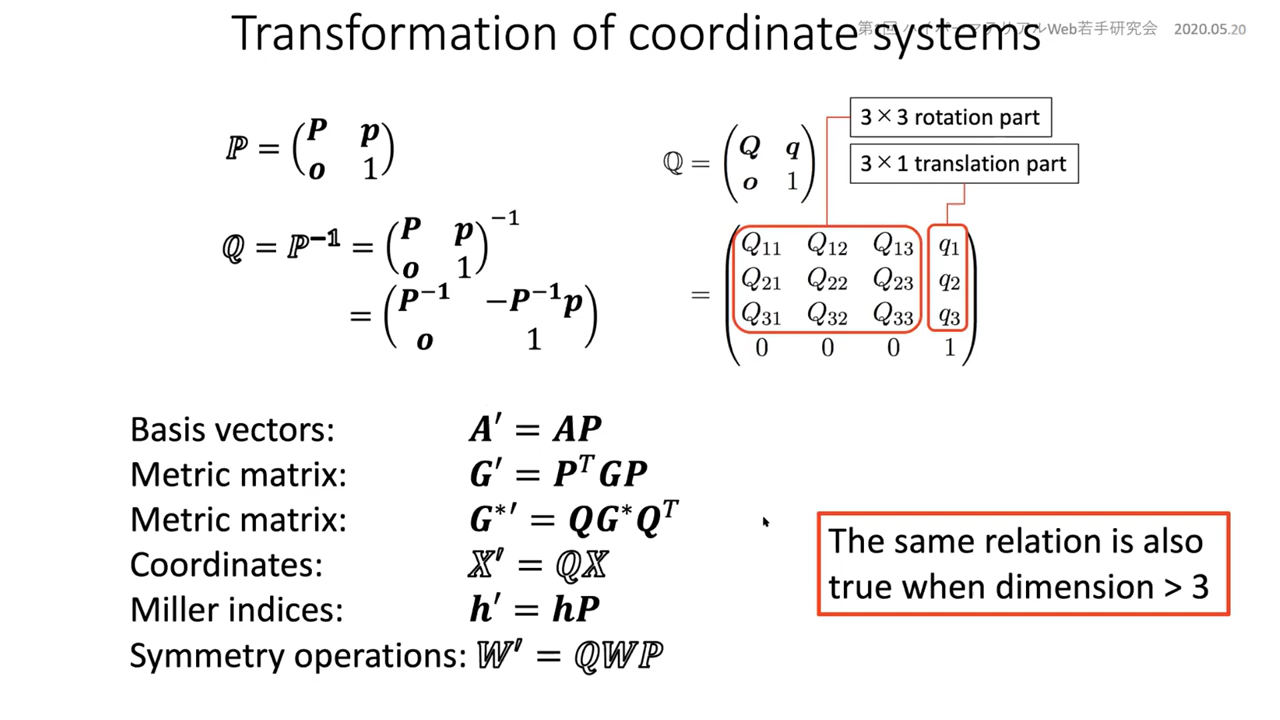 Transformation of coordinate systems
Web若手研究会 2020.05.20
ℙ = (P p
o 1)
ℚ = ℙ⁻¹ = (P p
o 1)⁻¹
= (P⁻¹ −P⁻¹p
o 1)
ℚ = (Q q
o 1)
3×3 rotation part
3×1 translation part
= (Q₁₁ Q₁₂ Q₁₃ q₁
Q₂₁ Q₂₂ Q₂₃ q₂
Q₃₁ Q₃₂ Q₃₃ q₃
0 0 0 1)
Basis vectors: A′ = AP
Metric matrix: G′ = PᵀGP
Metric matrix: G*′ = QG*Qᵀ
Coordinates: 𝕏′ = ℚ𝕏
Miller indices: h′ = hP
Symmetry operations: 𝕎′ = ℚ𝕎ℙ
The same relation is also
true when dimension > 3